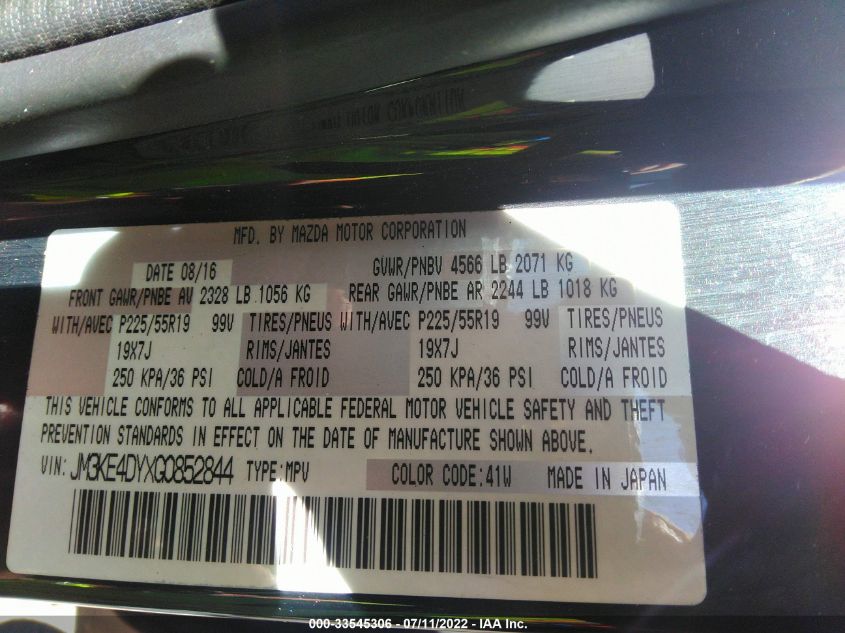 MFD. BY MAZDA MOTOR CORPORATION
DATE 08/16 GVWR/PNBV 4566 LB 2071 KG
FRONT GAWR/PNBE AV 2328 LB 1056 KG REAR GAWR/PNBE AR 2244 LB 1018 KG
WITH/AVEC P225/55R19 99V TIRES/PNEUS WITH/AVEC P225/55R19 99V TIRES/PNEUS
19X7J RIMS/JANTES 19X7J RIMS/JANTES
250 KPA/36 PSI COLD/A FROID 250 KPA/36 PSI COLD/A FROID
THIS VEHICLE CONFORMS TO ALL APPLICABLE FEDERAL MOTOR VEHICLE SAFETY AND THEFT
PREVENTION STANDARDS IN EFFECT ON THE DATE OF MANUFACTURE SHOWN ABOVE.
VIN: JM3KE4DYXG0852844 TYPE:MPV COLOR CODE:41W MADE IN JAPAN
000-33545306 - 07/11/2022 - IAA Inc.